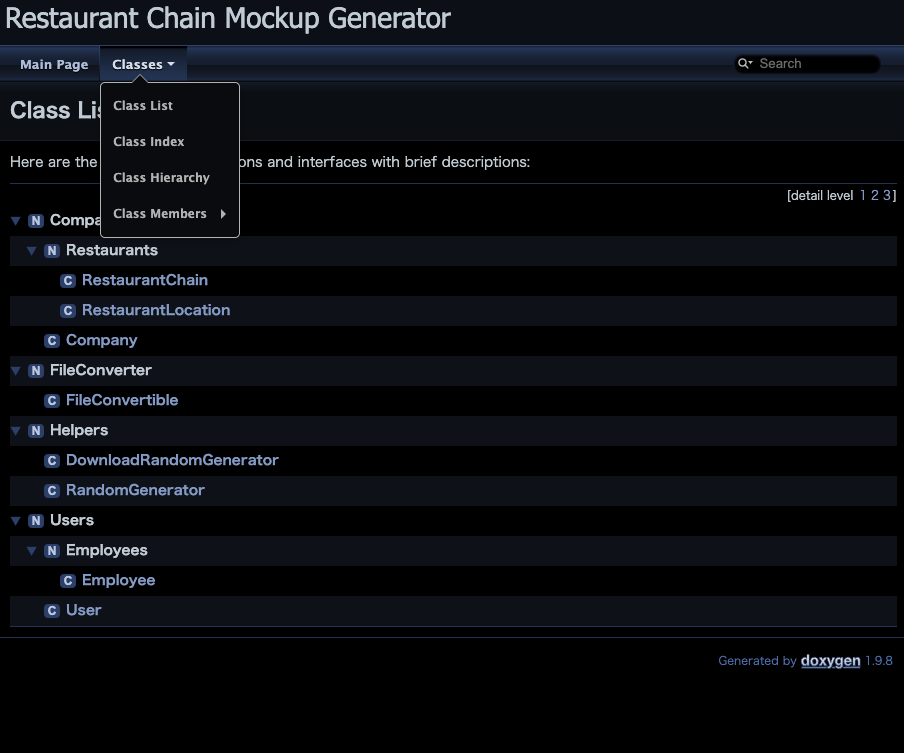 Restaurant Chain Mockup Generator
Main Page Classes Search
Class List
Class Index
Class Hierarchy
Class Members
Class Lis
Here are the ons and interfaces with brief descriptions:
[detail level 1 2 3]
N Compa
N Restaurants
C RestaurantChain
C RestaurantLocation
C Company
N FileConverter
C FileConvertible
N Helpers
C DownloadRandomGenerator
C RandomGenerator
N Users
N Employees
C Employee
C User
Generated by doxygen 1.9.8